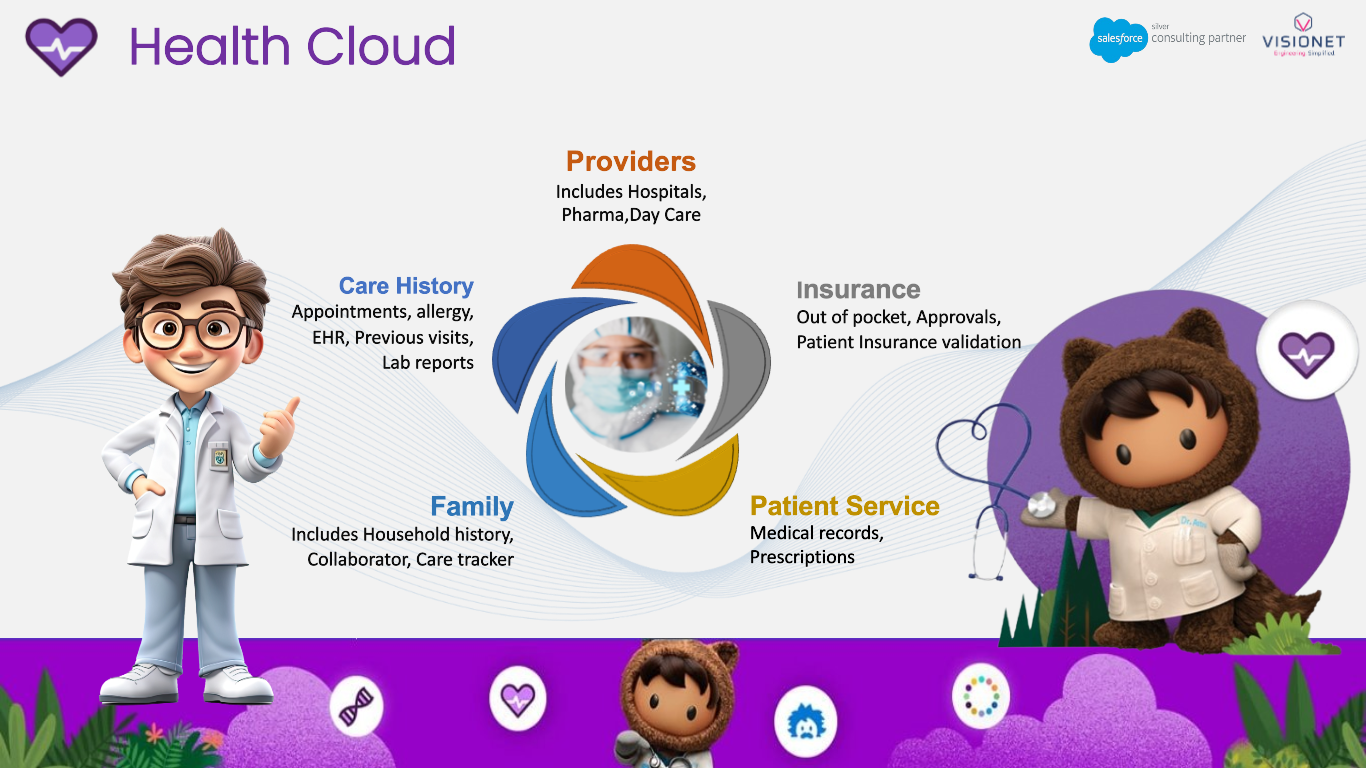 Health Cloud
salesforce
silver
consulting partner
VISIONET
Engineering Simplified.
Providers
Includes Hospitals,
Pharma,Day Care
Care History
Appointments, allergy,
EHR, Previous visits,
Lab reports
Insurance
Out of pocket, Approvals,
Patient Insurance validation
Family
Includes Household history,
Collaborator, Care tracker
Patient Service
Medical records,
Prescriptions